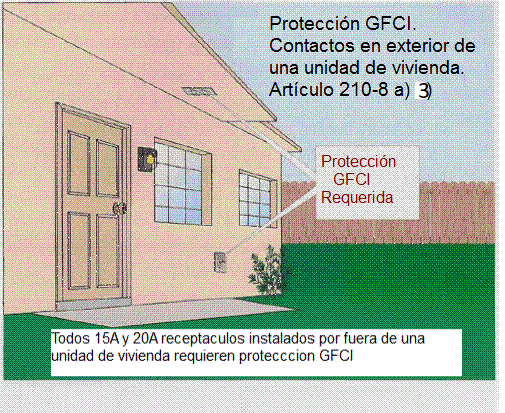 Protección GFCI.
Contactos en exterior de
una unidad de vivienda.
Artículo 210-8 a) 3)
Protección
GFCI
Requerida
Todos 15A y 20A receptaculos instalados por fuera de una
unidad de vivienda requieren protecccion GFCI